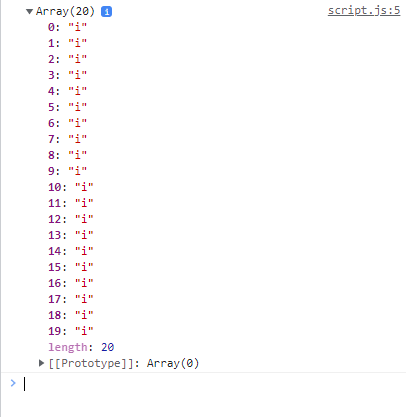 ▼Array(20) i script.js:5
0: "i"
1: "i"
2: "i"
3: "i"
4: "i"
5: "i"
6: "i"
7: "i"
8: "i"
9: "i"
10: "i"
11: "i"
12: "i"
13: "i"
14: "i"
15: "i"
16: "i"
17: "i"
18: "i"
19: "i"
length: 20
▶[[Prototype]]: Array(0)
>